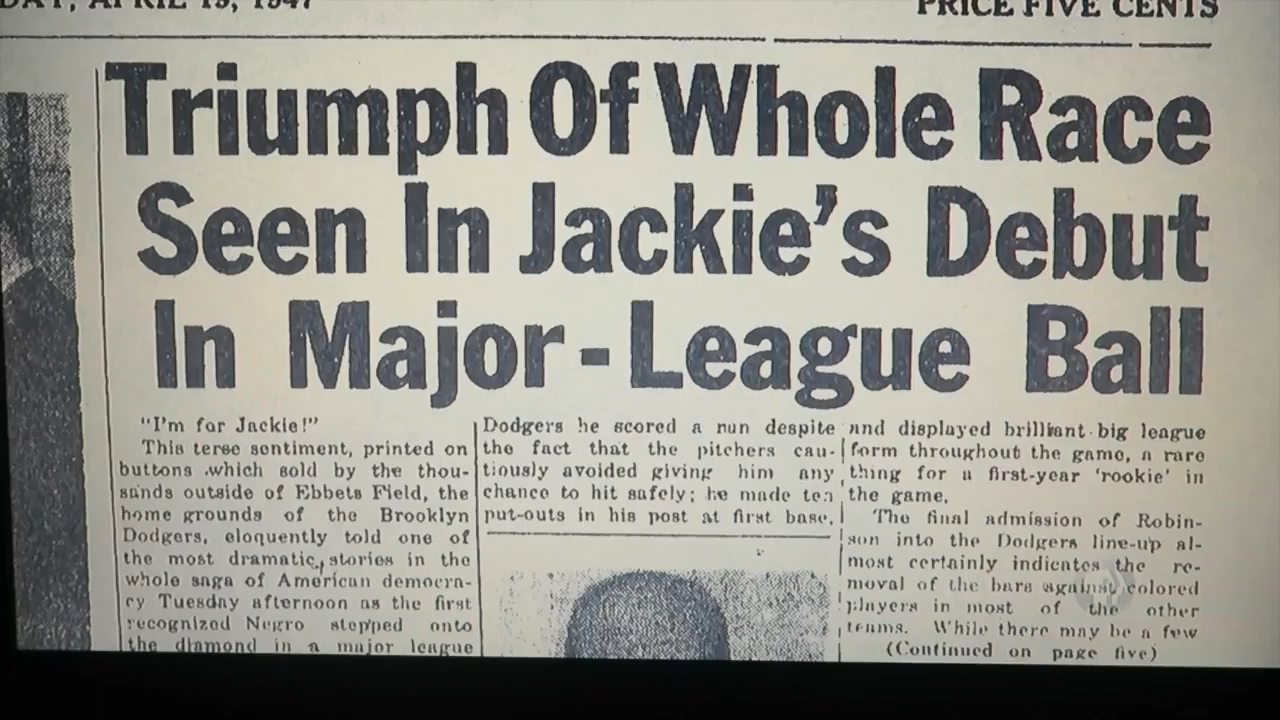 DAY, APRIL 19, 1947
PRICE FIVE CENTS
Triumph Of Whole Race
Seen In Jackie's Debut
In Major-League Ball
"I'm for Jackie!"
This terse sentiment, printed on
buttons which sold by the thou-
sands outside of Ebbets Field, the
home grounds of the Brooklyn
Dodgers, eloquently told one of
the most dramatic stories in the
whole saga of American democra-
cy Tuesday afternoon as the first
recognized Negro stepped onto
the diamond in a major league
Dodgers he scored a run despite
the fact that the pitchers cau-
tiously avoided giving him any
chance to hit safely; he made ten
put-outs in his post at first base,
and displayed brilliant big league
form throughout the game, a rare
thing for a first-year 'rookie' in
the game.
The final admission of Robin-
son into the Dodgers line-up al-
most certainly indicates the re-
moval of the bars against colored
players in most of the other
teams. While there may be a few
(Continued on page five)